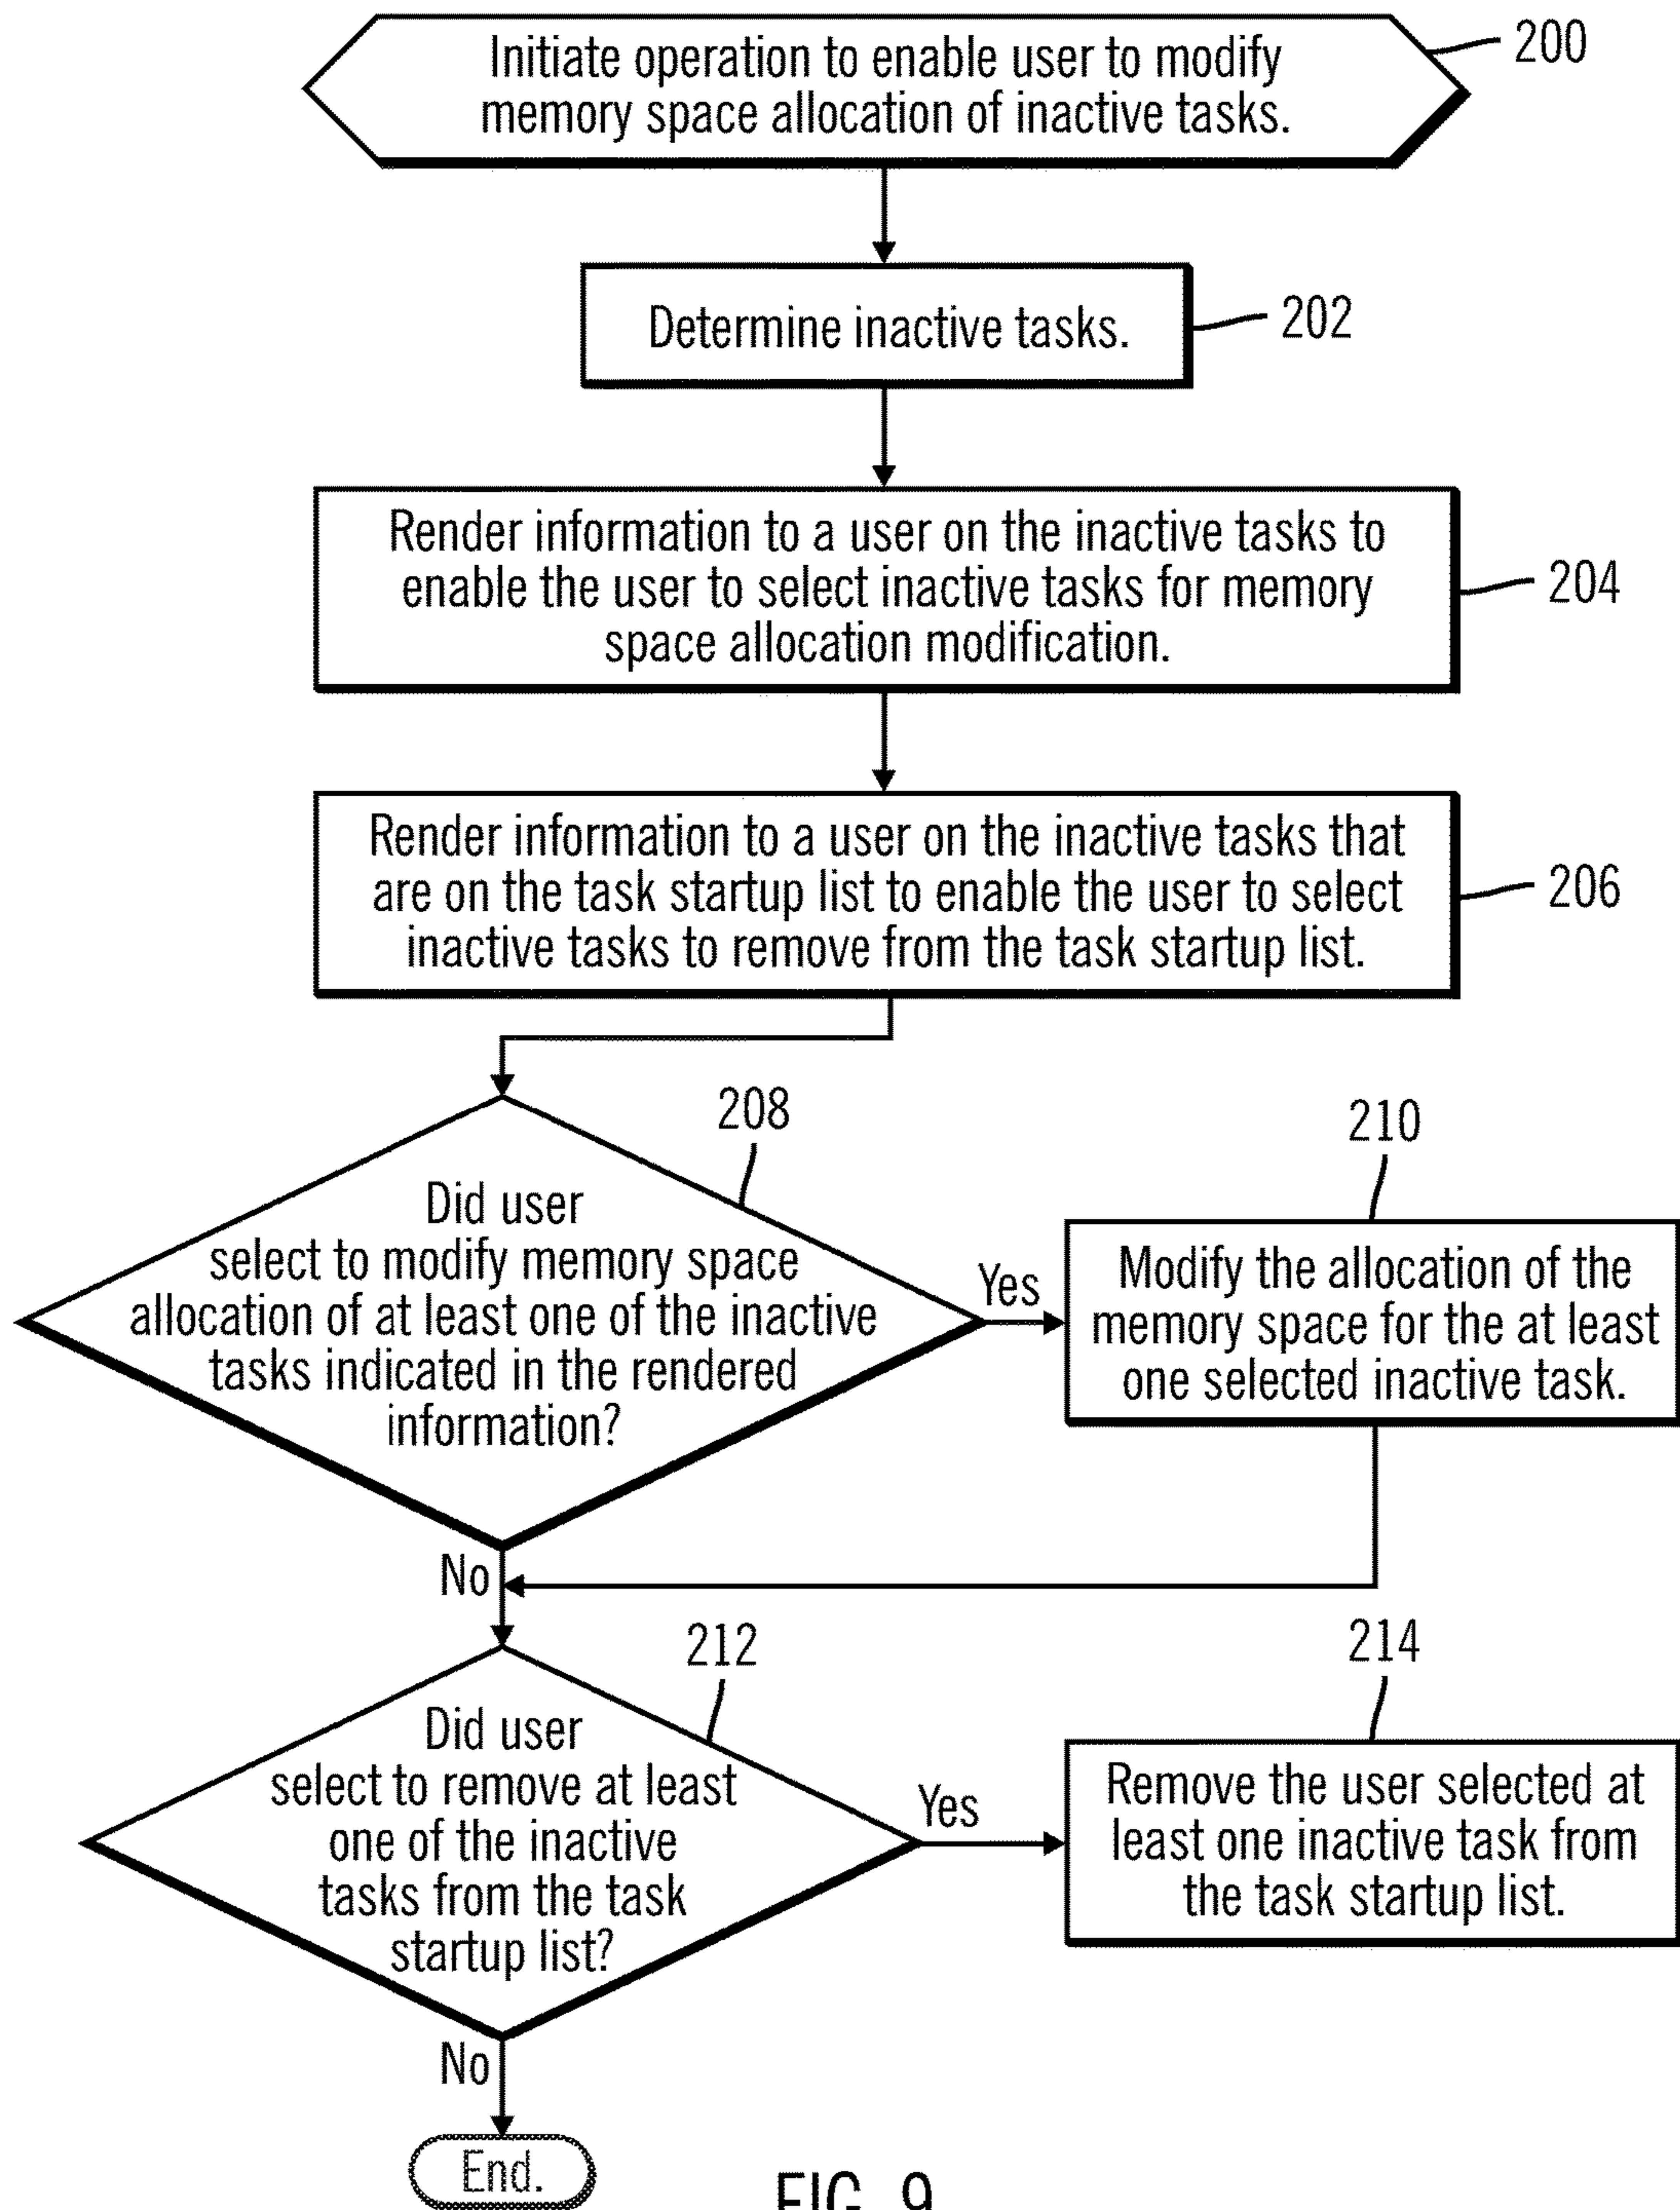 Initiate operation to enable user to modify
memory space allocation of inactive tasks.
200
Determine inactive tasks.
202
Render information to a user on the inactive tasks to
enable the user to select inactive tasks for memory
space allocation modification.
204
Render information to a user on the inactive tasks that
are on the task startup list to enable the user to select
inactive tasks to remove from the task startup list.
206
208
Did user
select to modify memory space
allocation of at least one of the inactive
tasks indicated in the rendered
information?
Yes
210
Modify the allocation of the
memory space for the at least
one selected inactive task.
No
212
Did user
select to remove at least
one of the inactive
tasks from the task
startup list?
Yes
214
Remove the user selected at
least one inactive task from
the task startup list.
No
End.
FIG. 9